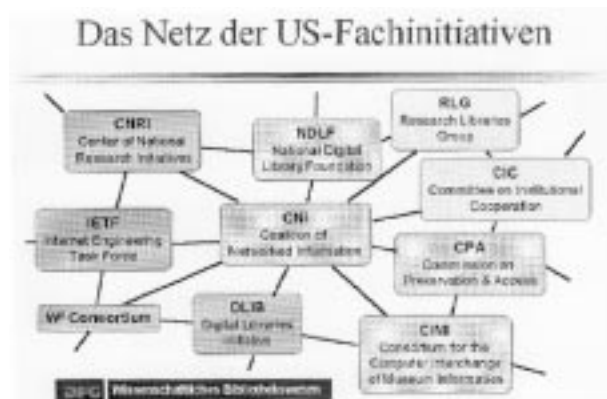 Das Netz der US-Fachinitiativen
CNRI
Center of National
Research Initiatives
NDLF
National Digital
Library Foundation
RLG
Research Libraries
Group
CIC
Committee on Institutional
Cooperation
IETF
Internet Engineering
Task Force
CNI
Coalition of
Networked Information
CPA
Commission on
Preservation & Access
Consortium
DLIB
Digital Libraries
Initiative
CIMI
Consortium for the
Computer Interchange
of Museum Information
DFG Wissenschaftliches Bibliothekswesen